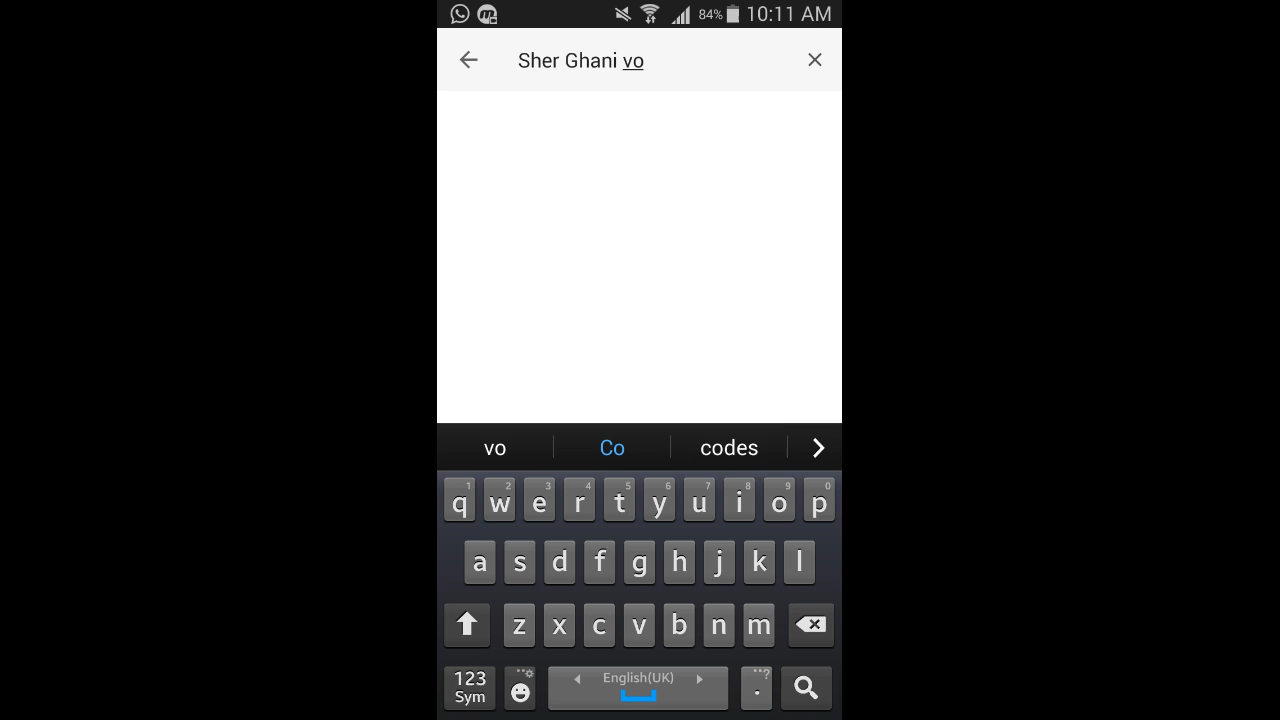 84% 10:11 AM
Sher Ghani vo
vo Co codes
1 2 3 4 5 6 7 8 9 0
q w e r t y u i o p
a s d f g h j k l
z x c v b n m
123 English(UK) . ?
Sym